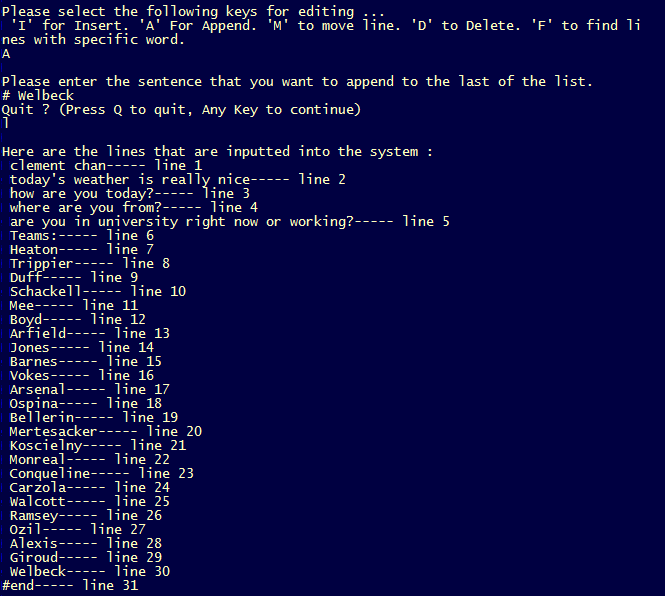 Please select the following keys for editing ...
'I' for Insert. 'A' For Append. 'M' to move line. 'D' to Delete. 'F' to find li
nes with specific word.
A
Please enter the sentence that you want to append to the last of the list.
# Welbeck
Quit ? (Press Q to quit, Any Key to continue)
l
Here are the lines that are inputted into the system :
clement chan----- line 1
today's weather is really nice----- line 2
how are you today?----- line 3
where are you from?----- line 4
are you in university right now or working?----- line 5
Teams:----- line 6
Heaton----- line 7
Trippier----- line 8
Duff----- line 9
Schackell----- line 10
Mee----- line 11
Boyd----- line 12
Arfield----- line 13
Jones----- line 14
Barnes----- line 15
Vokes----- line 16
Arsenal----- line 17
Ospina----- line 18
Bellerin----- line 19
Mertesacker----- line 20
Koscielny----- line 21
Monreal----- line 22
Conqueline----- line 23
Carzola----- line 24
Walcott----- line 25
Ramsey----- line 26
Ozil----- line 27
Alexis----- line 28
Giroud----- line 29
Welbeck----- line 30
#end----- line 31